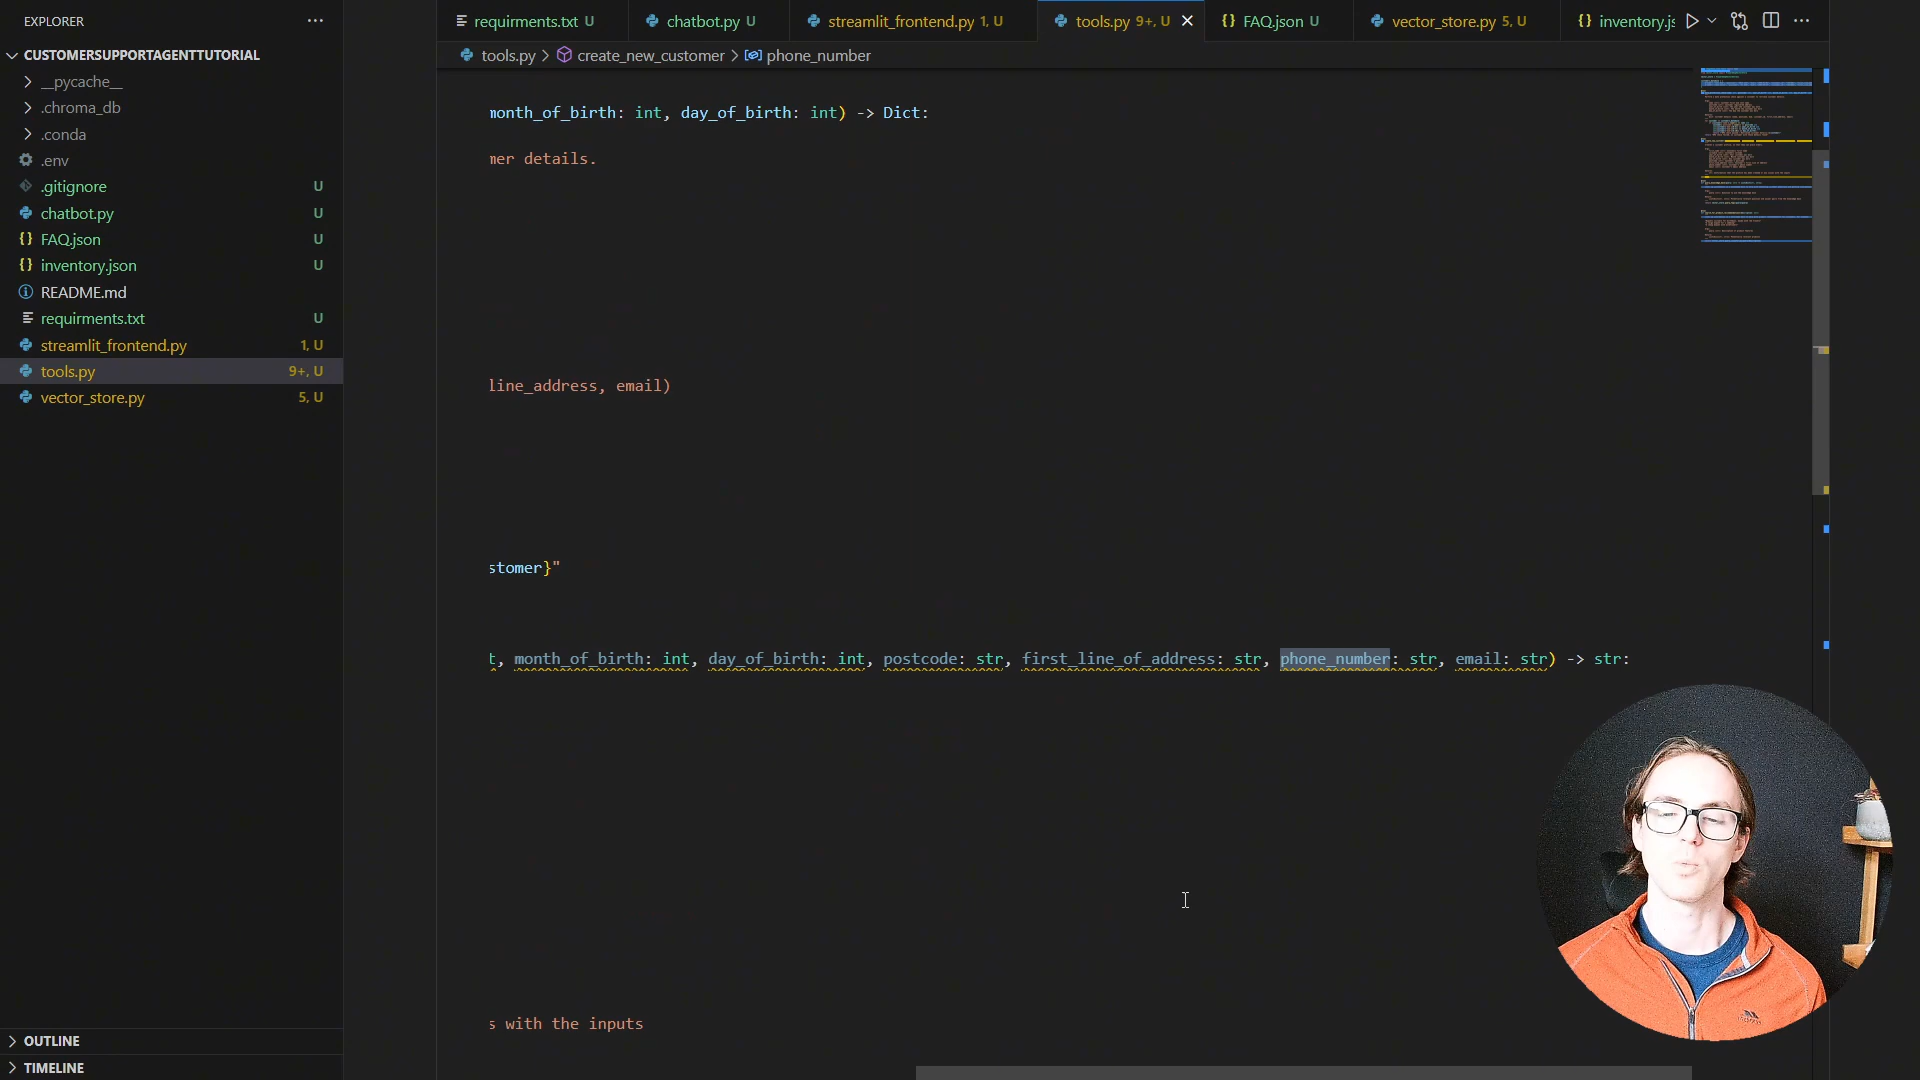 EXPLORER
CUSTOMERSUPPORTAGENTTUTORIAL
__pycache__
.chroma_db
.conda
.env
.gitignore U
chatbot.py U
FAQ.json U
inventory.json U
README.md
requirments.txt U
streamlit_frontend.py 1, U
tools.py 9+, U
vector_store.py 5, U
OUTLINE
TIMELINE
requirments.txt U chatbot.py U streamlit_frontend.py 1, U tools.py 9+, U FAQ.json U vector_store.py 5, U inventory.js
tools.py > create_new_customer > phone_number
month_of_birth: int, day_of_birth: int) -> Dict:
mer details.
line_address, email)
stomer}"
t, month_of_birth: int, day_of_birth: int, postcode: str, first_line_of_address: str, phone_number: str, email: str) -> str:
s with the inputs